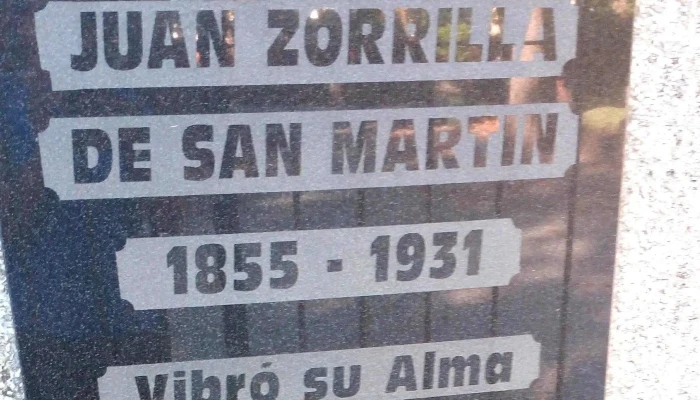 JUAN ZORRILLA
DE SAN MARTIN
1855 - 1931
Vibró su Alma